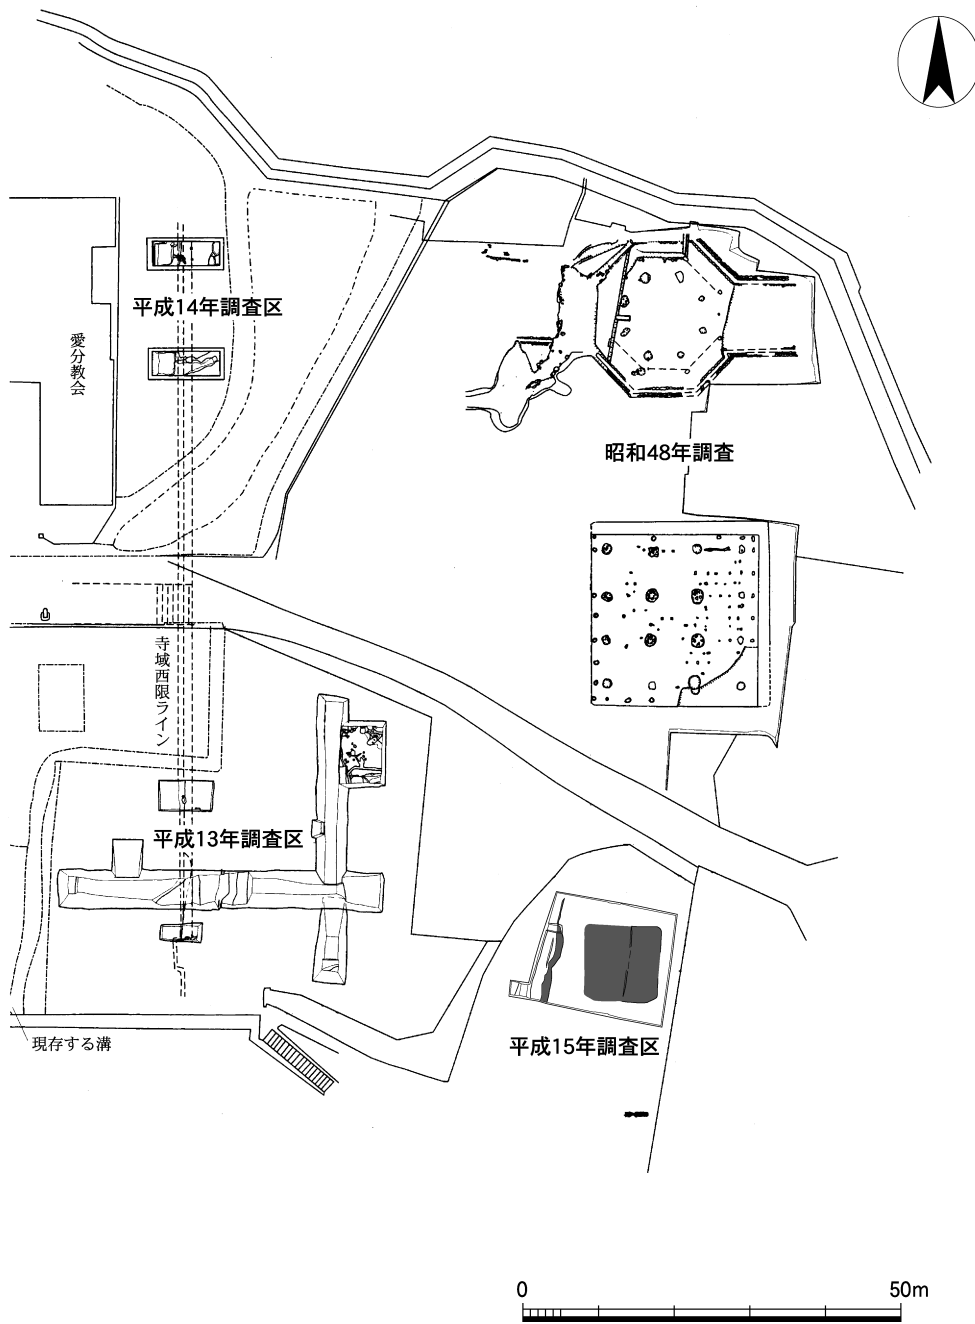 平成14年調査区
愛分教会
昭和48年調査
寺域西限ライン
平成13年調査区
現存する溝
平成15年調査区
0 50m